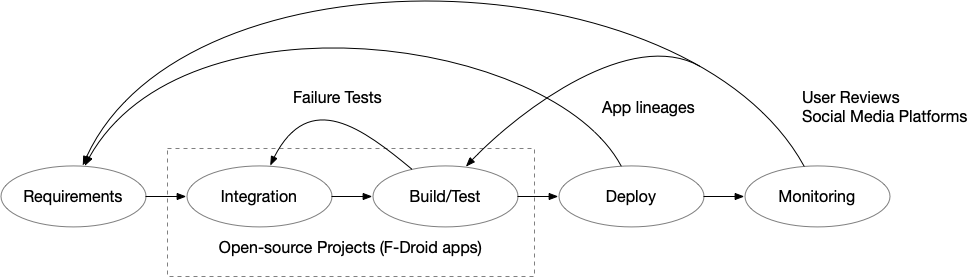 Failure Tests
App lineages
User Reviews
Social Media Platforms
Requirements
Integration
Build/Test
Deploy
Monitoring
Open-source Projects (F-Droid apps)